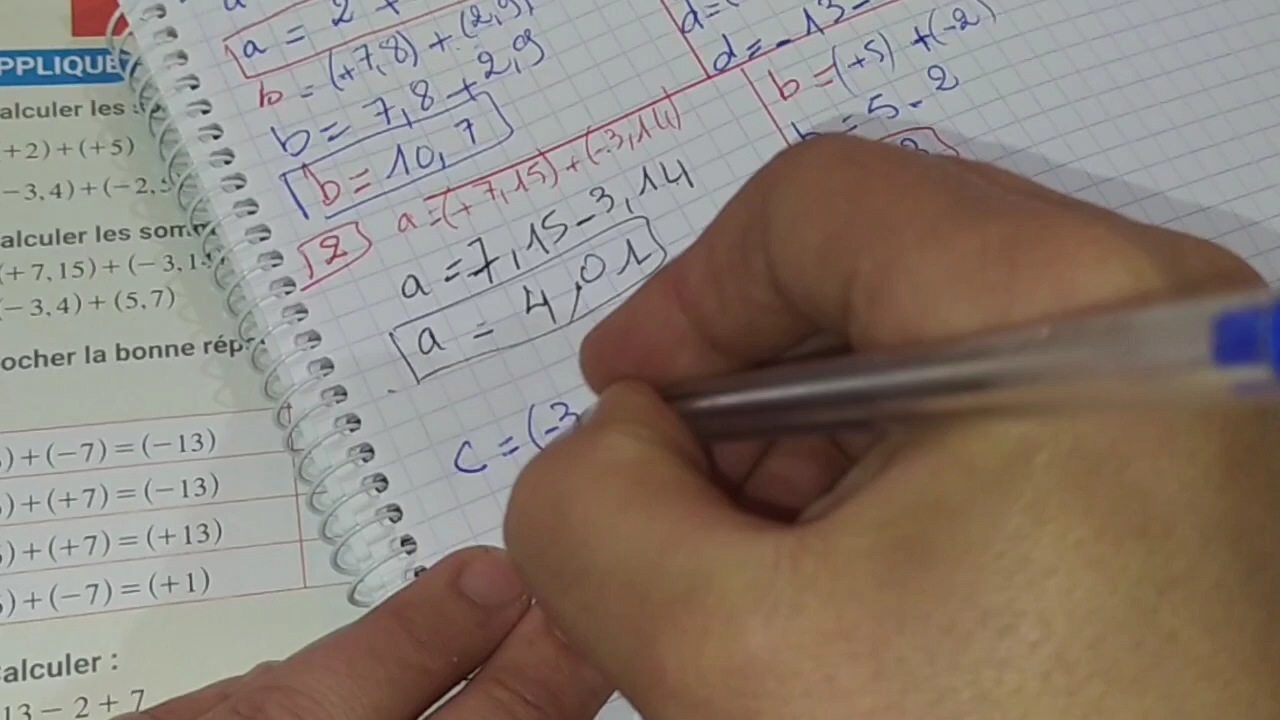 PPLIQUE
alculer les
+2)+(+5)
−3,4)+(−2,
alculer les som
(+7,15)+(−3,1
−3,4)+(5,7)
ocher la bonne rép
)+(−7)=(−13)
)+(+7)=(−13)
)+(+7)=(+13)
)+(−7)=(+1)
alculer :
13−2+7
a = 2 +
b = (+7,8) + (2,9)
b = 7,8 + 2,9
b = 10,7
2
a = (+7,15) + (-3,14)
a = 7,15 - 3,14
a = 4,01
c = (-3
d = (
d = -13 -
b = (+5) + (-2)
b = 5 - 2